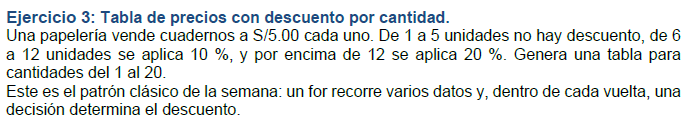 Ejercicio 3: Tabla de precios con descuento por cantidad.
Una papelería vende cuadernos a S/5.00 cada uno. De 1 a 5 unidades no hay descuento, de 6
a 12 unidades se aplica 10 %, y por encima de 12 se aplica 20 %. Genera una tabla para
cantidades del 1 al 20.
Este es el patrón clásico de la semana: un for recorre varios datos y, dentro de cada vuelta, una
decisión determina el descuento.